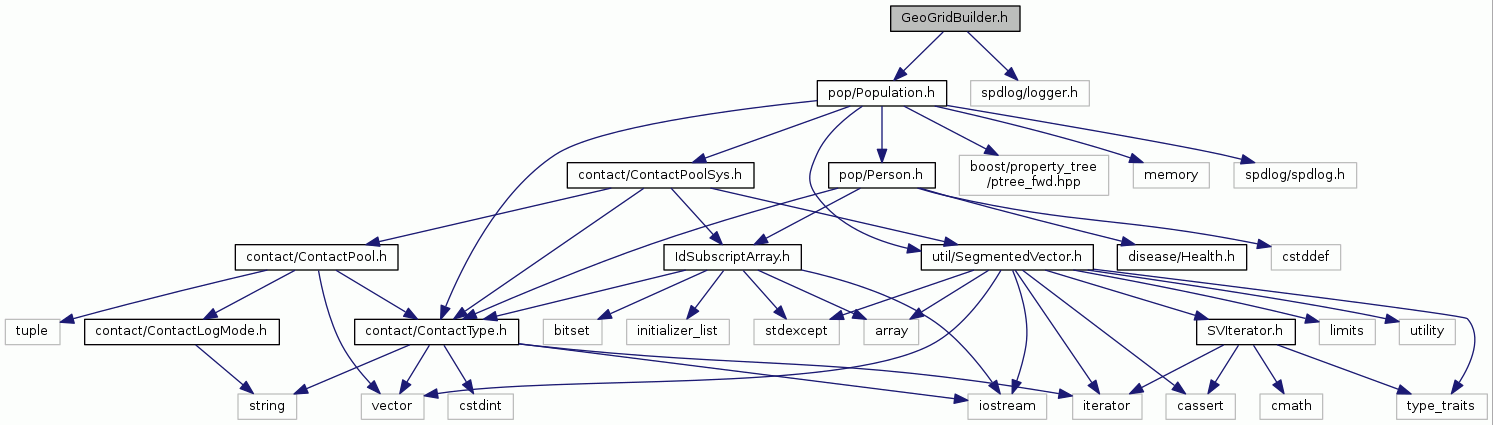 GeoGridBuilder.h
pop/Population.h
spdlog/logger.h
contact/ContactPoolSys.h
pop/Person.h
boost/property_tree
/ptree_fwd.hpp
memory
spdlog/spdlog.h
contact/ContactPool.h
IdSubscriptArray.h
util/SegmentedVector.h
disease/Health.h
cstddef
tuple
contact/ContactLogMode.h
contact/ContactType.h
bitset
initializer_list
stdexcept
array
SVIterator.h
limits
utility
string
vector
cstdint
iostream
iterator
cassert
cmath
type_traits